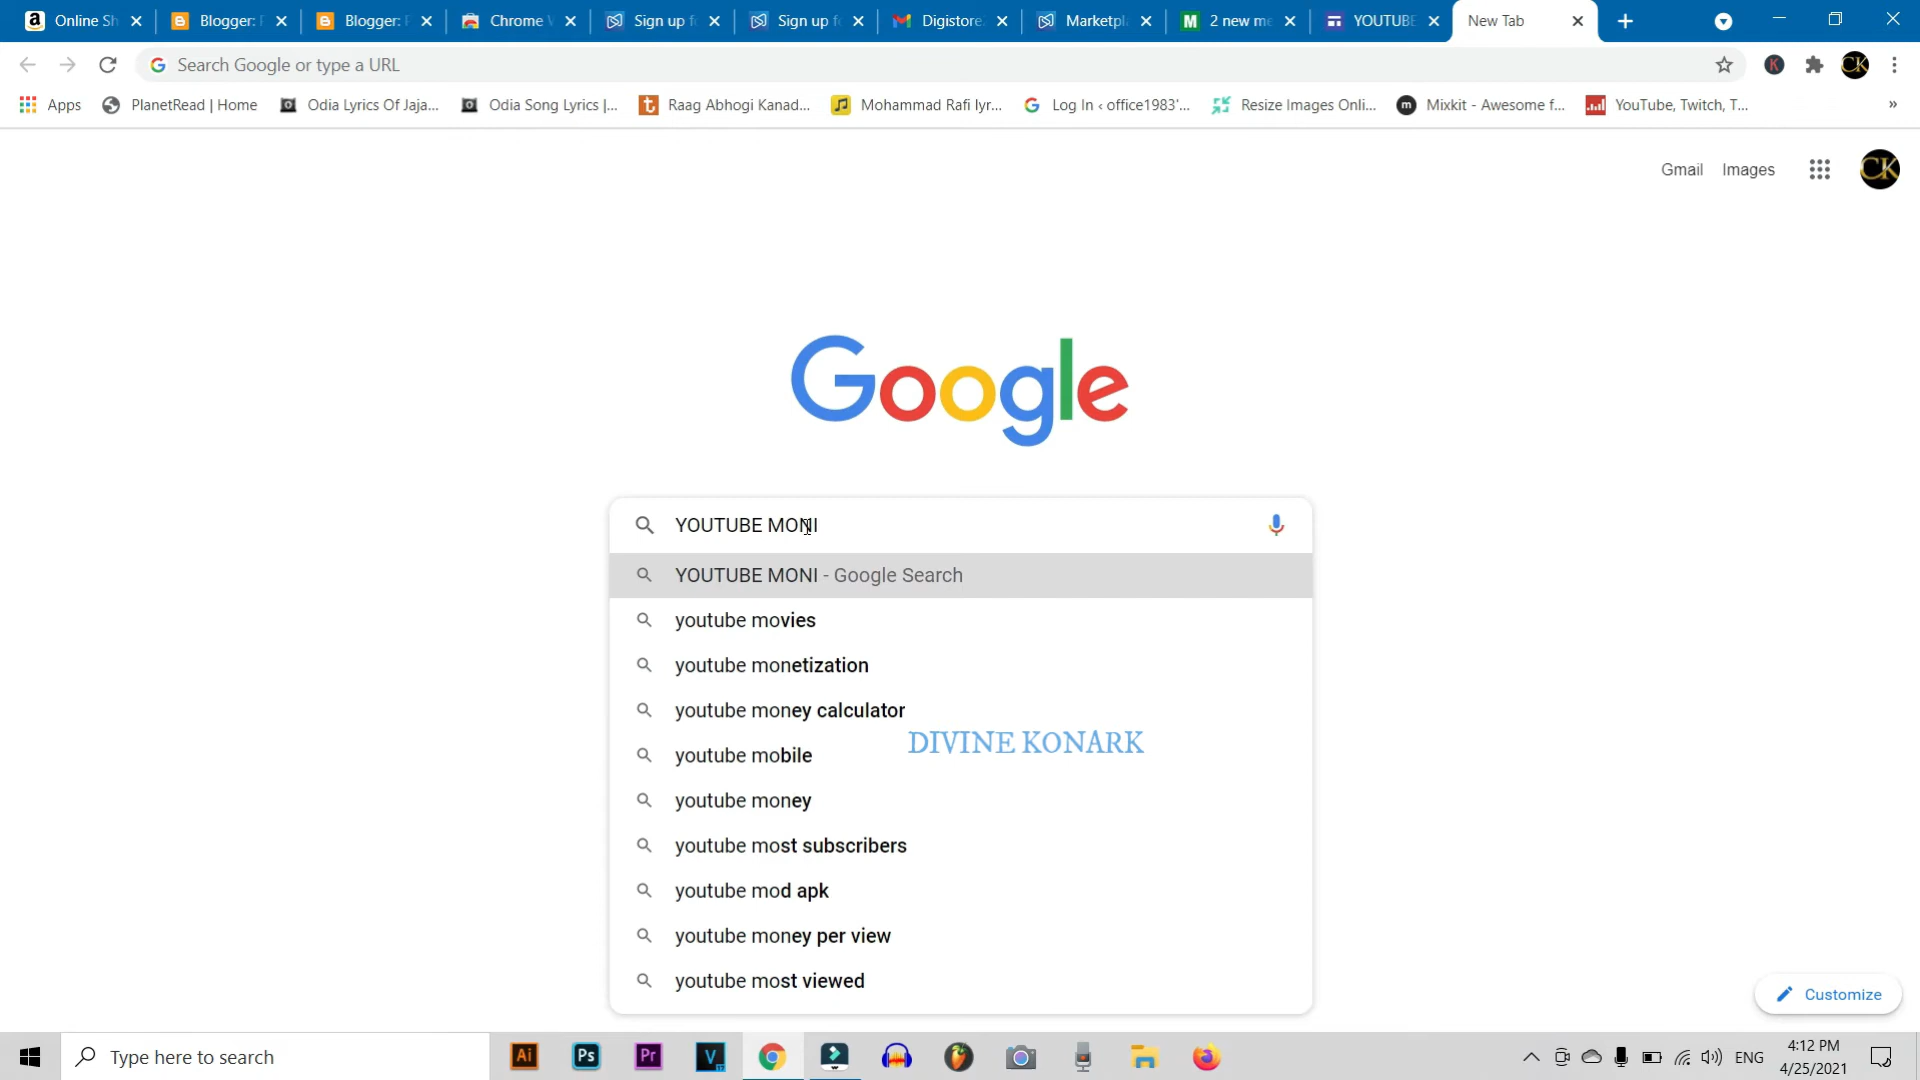 Online Sh
Blogger: F
Blogger: F
Chrome W
Sign up f
Sign up fo
Digistore
Marketpl
2 new me
YOUTUBE
New Tab
Search Google or type a URL
Apps
PlanetRead | Home
Odia Lyrics Of Jaja...
Odia Song Lyrics |...
Raag Abhogi Kanad...
Mohammad Rafi lyr...
Log In ‹ office1983'...
Resize Images Onli...
Mixkit - Awesome f...
YouTube, Twitch, T...
»
Gmail
Images
CK
Google
YOUTUBE MONI
YOUTUBE MONI - Google Search
youtube movies
youtube monetization
youtube money calculator
DIVINE KONARK
youtube mobile
youtube money
youtube most subscribers
youtube mod apk
youtube money per view
youtube most viewed
Customize
Type here to search
Ai
Ps
Pr
V
ENG
4:12 PM
4/25/2021